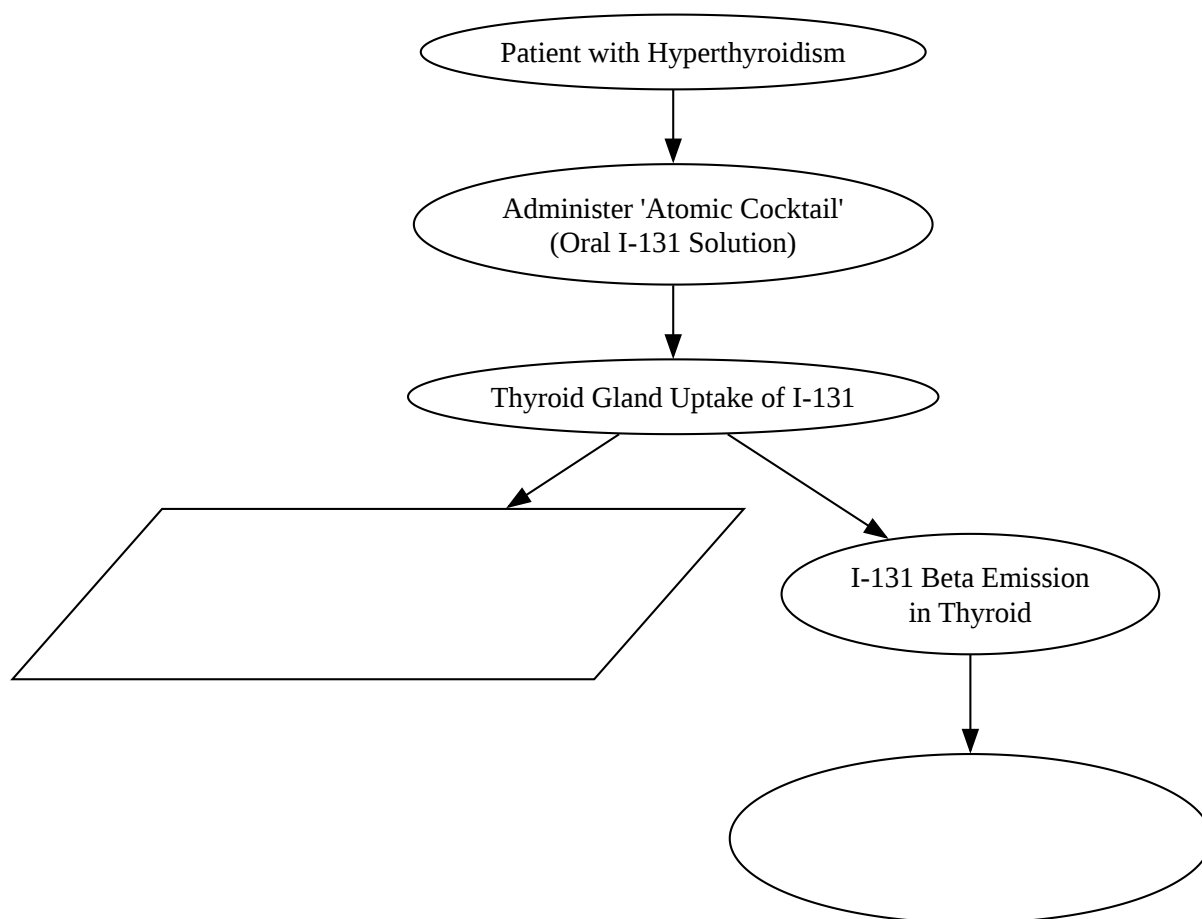 Patient with Hyperthyroidism
Administer 'Atomic Cocktail'
(Oral I-131 Solution)
Thyroid Gland Uptake of I-131
I-131 Beta Emission
in Thyroid